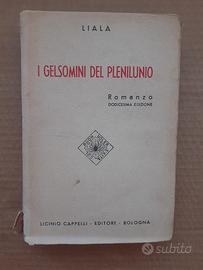 LIALA
I GELSOMINI DEL PLENILUNIO
Romanzo
DODICESIMA EDIZIONE
LICINIO CAPPELLI - EDITORE - BOLOGNA
subito